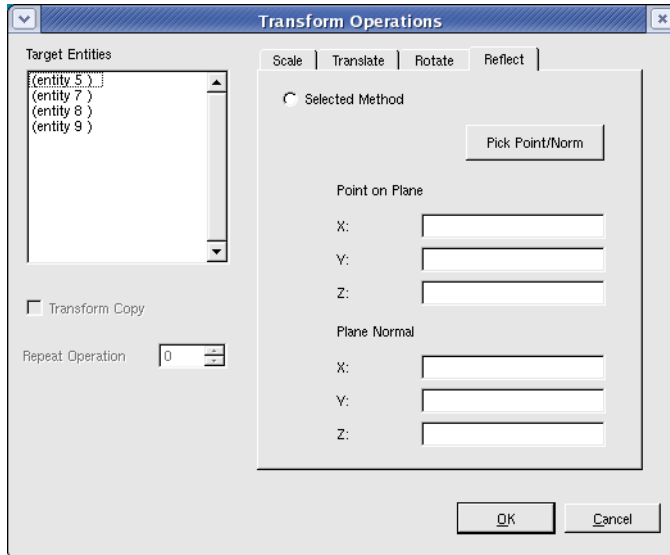 Transform Operations
Target Entities
(entity 5 )
(entity 7 )
(entity 8 )
(entity 9 )
Transform Copy
Repeat Operation 0
Scale Translate Rotate Reflect
Selected Method
Pick Point/Norm
Point on Plane
X:
Y:
Z:
Plane Normal
X:
Y:
Z:
OK Cancel